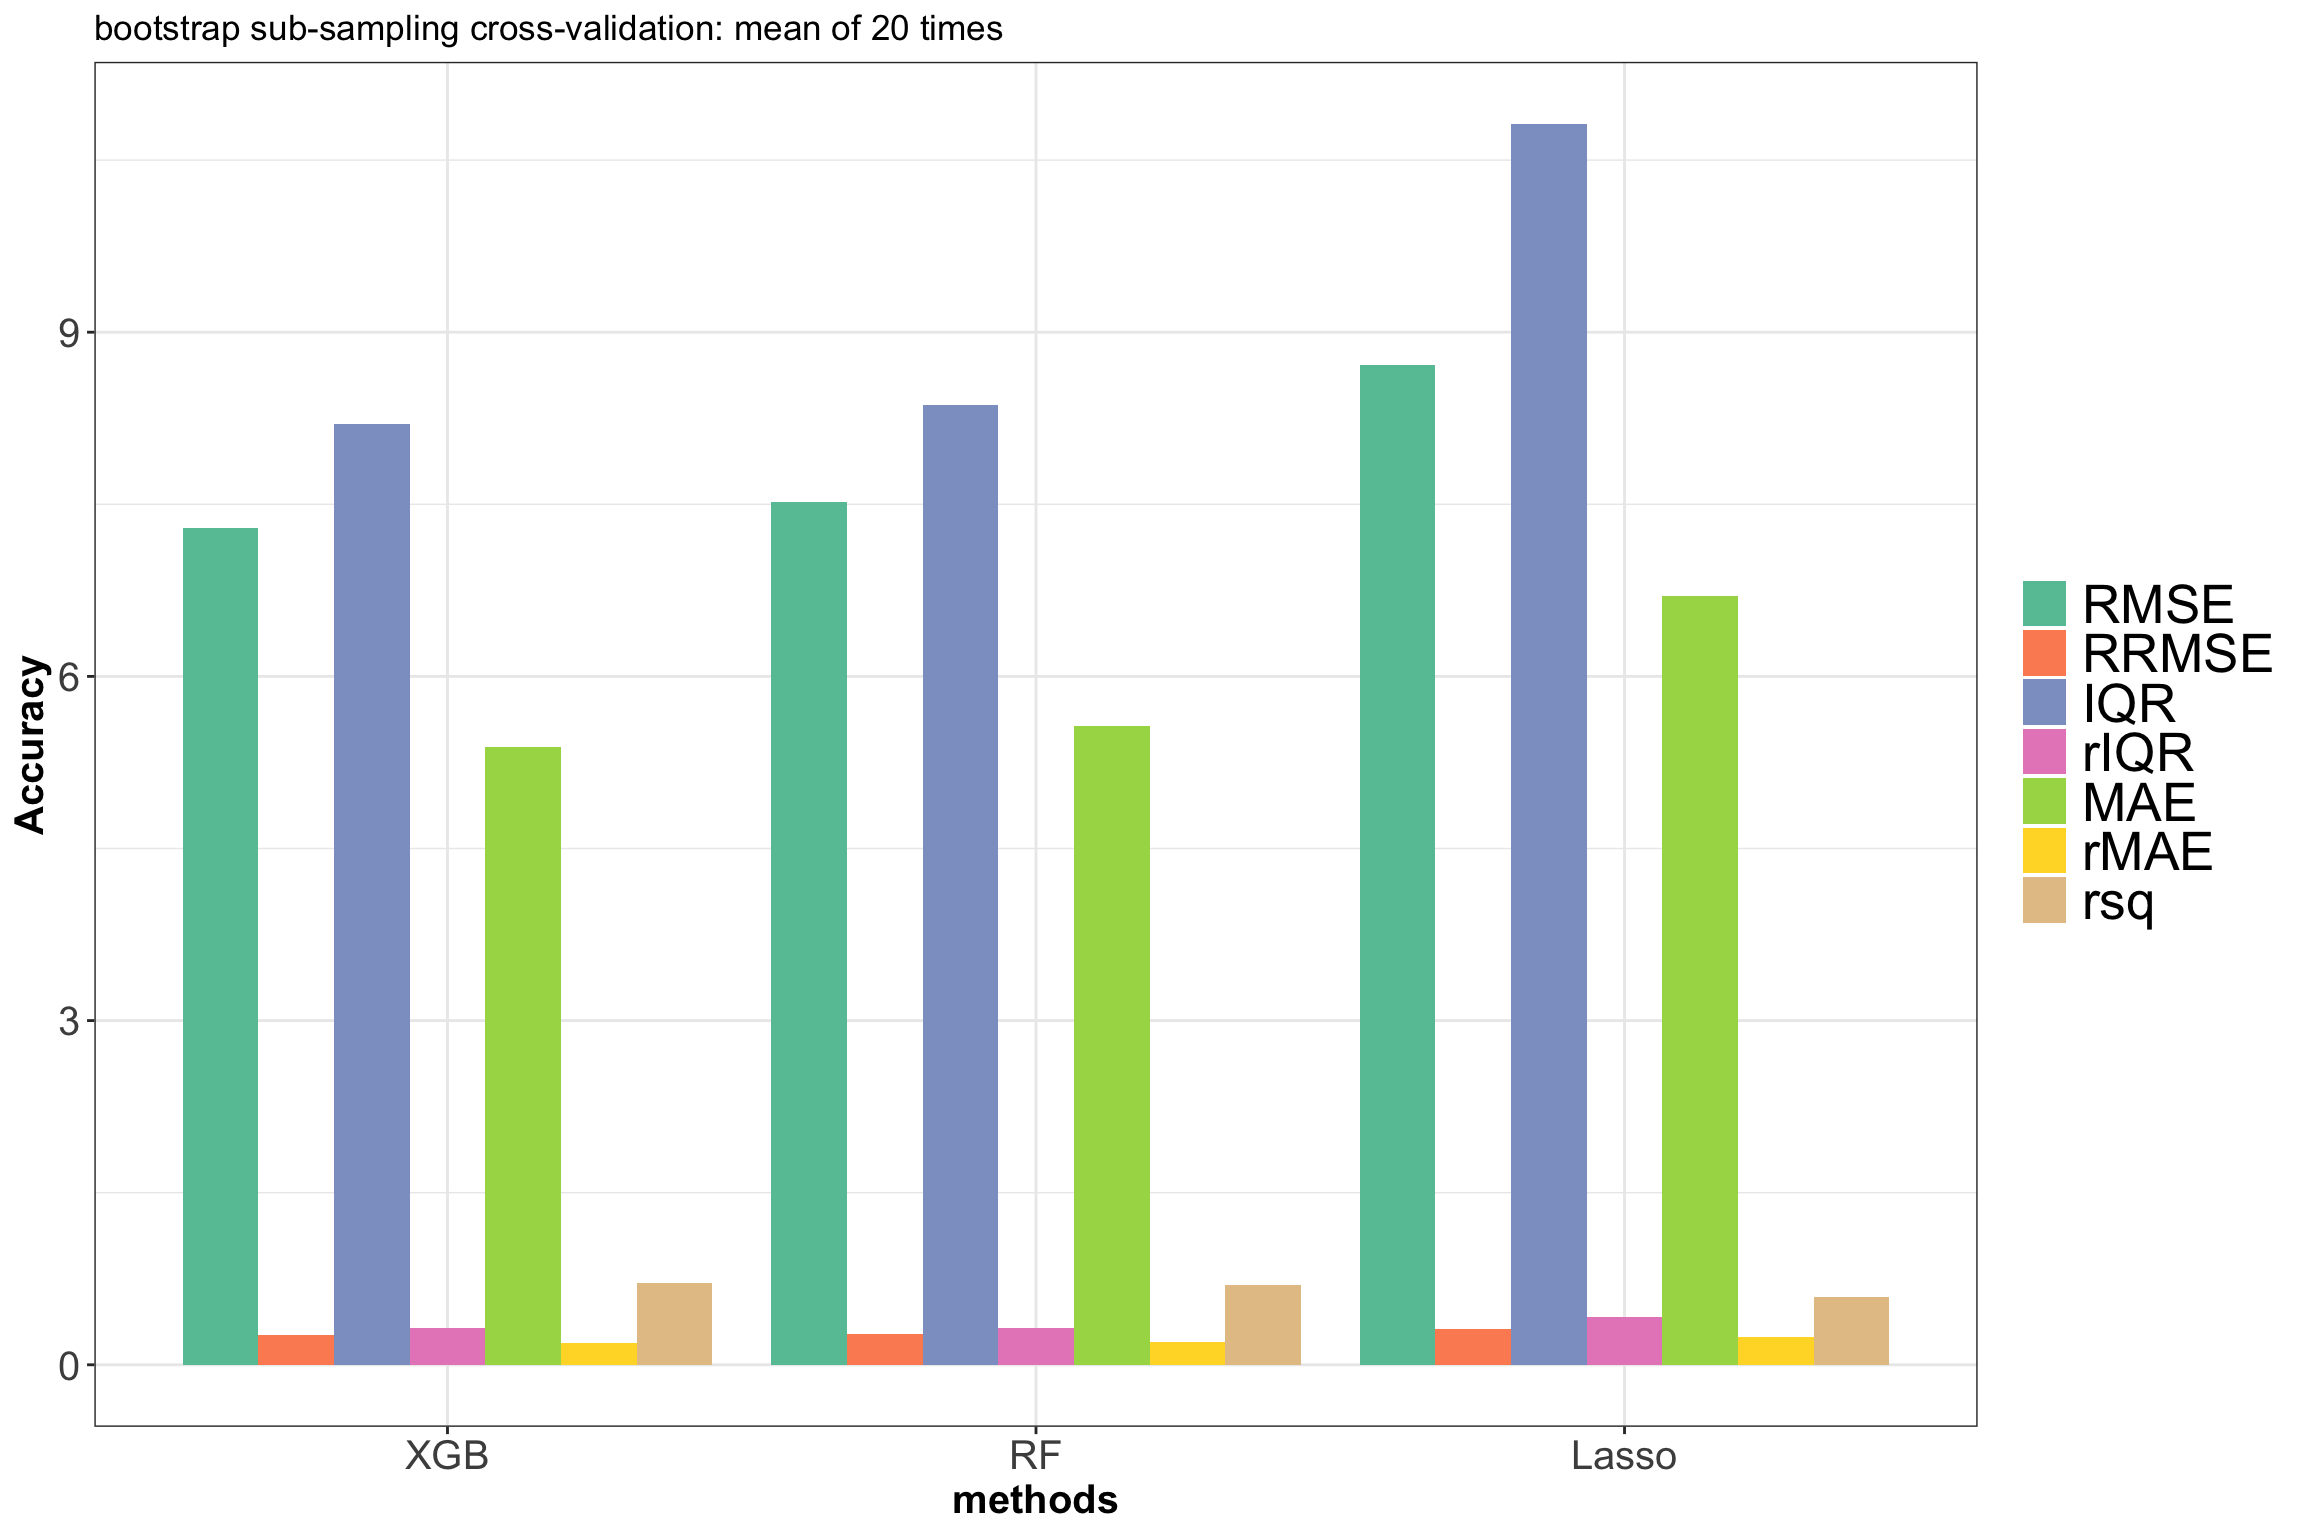 bootstrap sub-sampling cross-validation: mean of 20 times
Accuracy
9
6
3
0
XGB
RF
Lasso
methods
RMSE
RRMSE
IQR
rIQR
MAE
rMAE
rsq